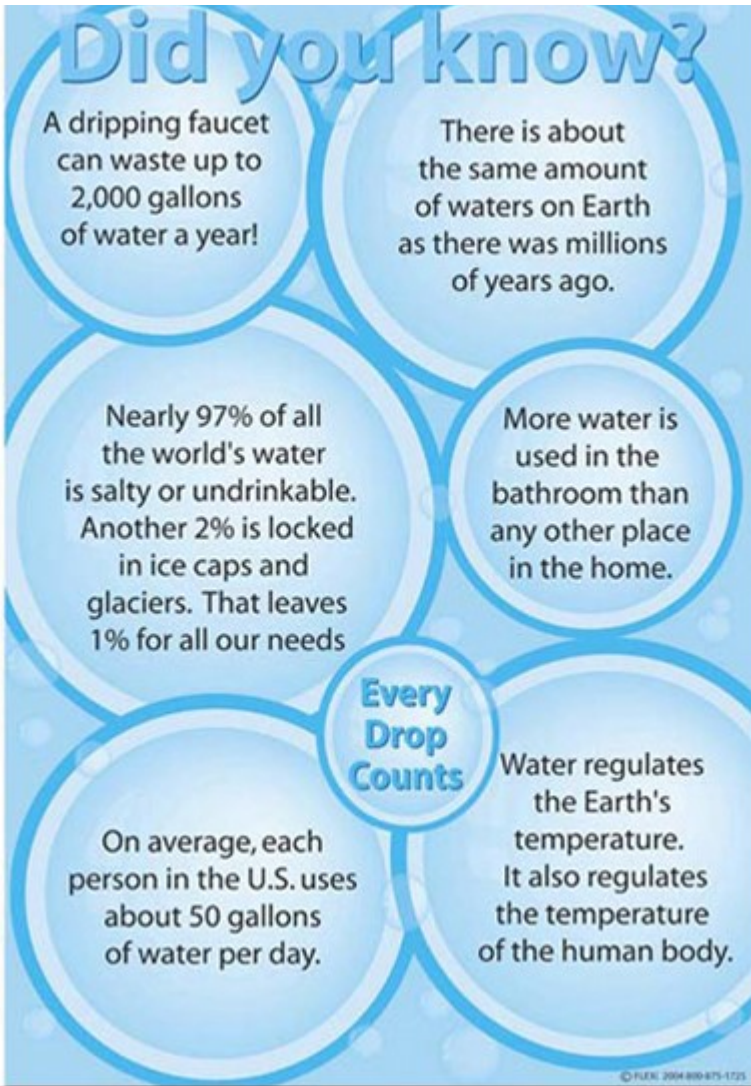 Did you know?
A dripping faucet
can waste up to
2,000 gallons
of water a year!
There is about
the same amount
of waters on Earth
as there was millions
of years ago.
Nearly 97% of all
the world's water
is salty or undrinkable.
Another 2% is locked
in ice caps and
glaciers. That leaves
1% for all our needs
More water is
used in the
bathroom than
any other place
in the home.
Every
Drop
Counts
On average, each
person in the U.S. uses
about 50 gallons
of water per day.
Water regulates
the Earth's
temperature.
It also regulates
the temperature
of the human body.
© 2004 800-875-1725